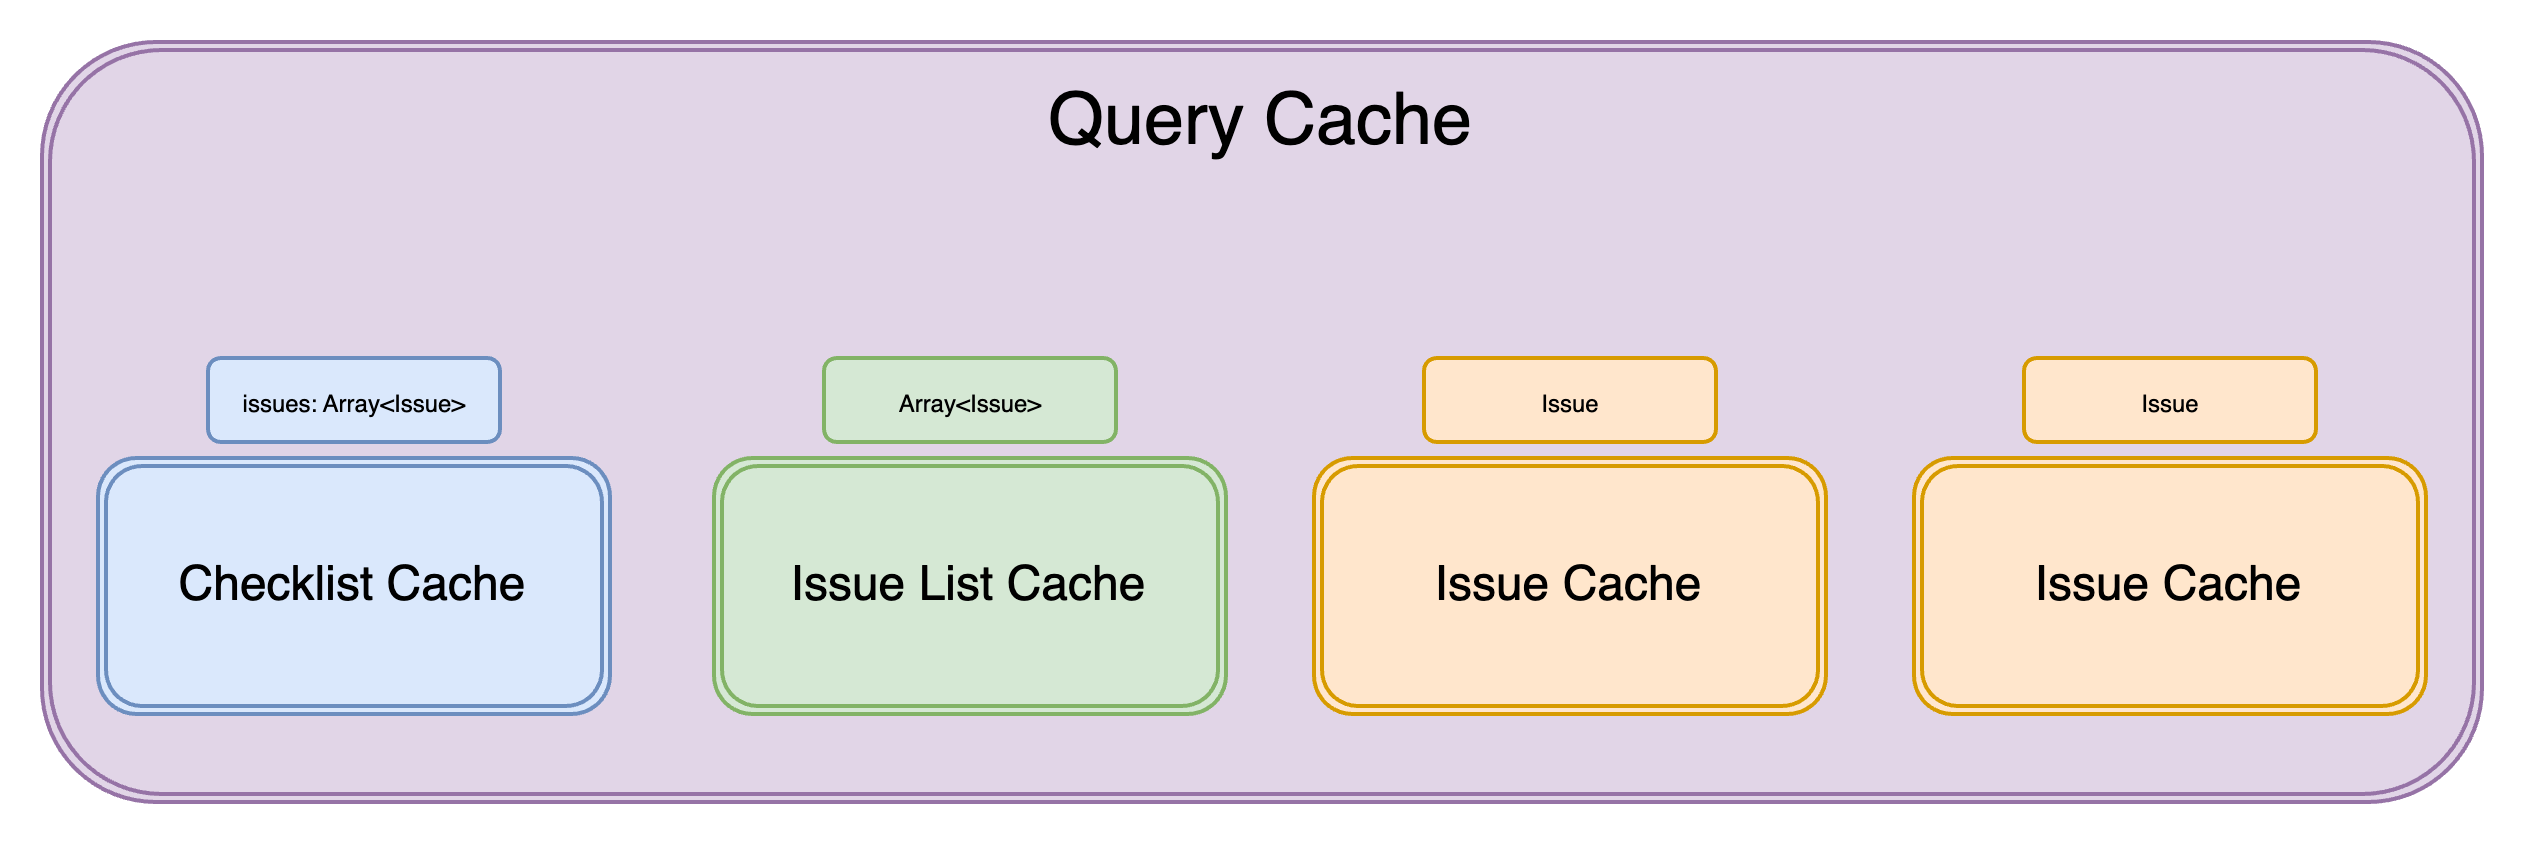 Query Cache
issues: Array<Issue>
Array<Issue>
Issue
Issue
Checklist Cache
Issue List Cache
Issue Cache
Issue Cache